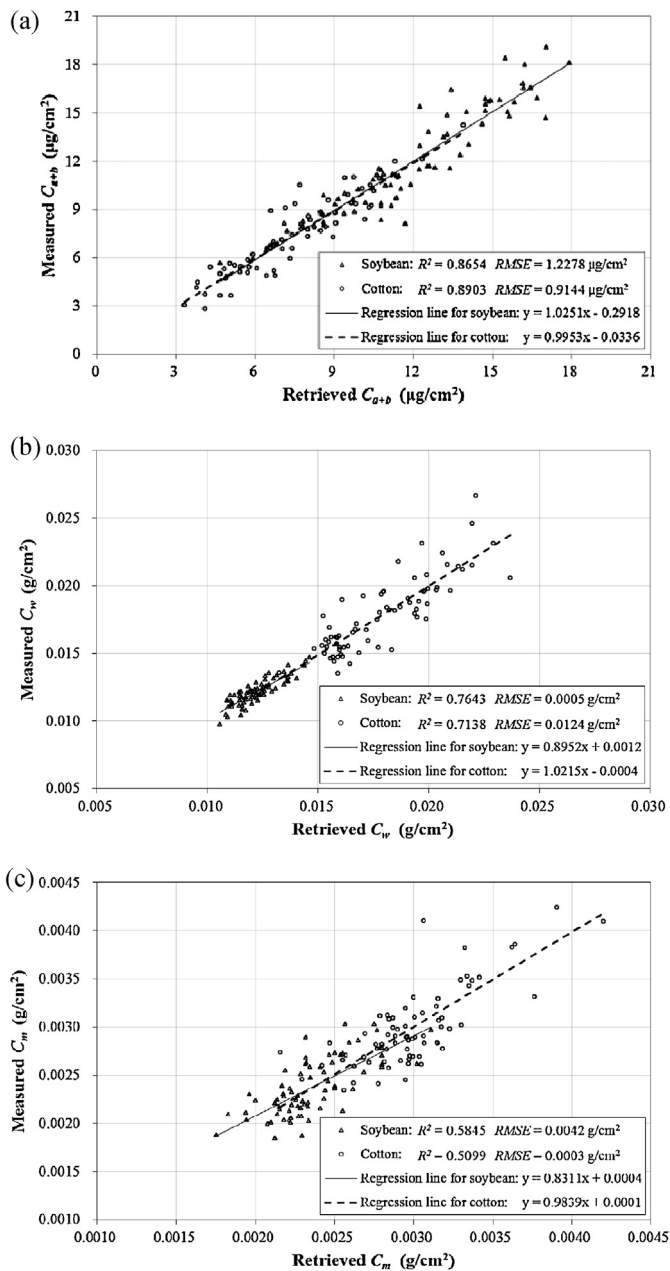 (a)
21
18
15
12
9
6
3
0
Measured Ca+b (µg/cm²)
Soybean: R² = 0.8654 RMSE = 1.2278 µg/cm²
Cotton: R² = 0.8903 RMSE = 0.9144 µg/cm²
Regression line for soybean: y = 1.0251x - 0.2918
Regression line for cotton: y = 0.9953x - 0.0336
0 3 6 9 12 15 18 21
Retrieved Ca+b (µg/cm²)
(b)
0.030
0.025
0.020
0.015
0.010
0.005
Measured Cw (g/cm²)
Soybean: R² = 0.7643 RMSE = 0.0005 g/cm²
Cotton: R² = 0.7138 RMSE = 0.0124 g/cm²
Regression line for soybean: y = 0.8952x + 0.0012
Regression line for cotton: y = 1.0215x - 0.0004
0.005 0.010 0.015 0.020 0.025 0.030
Retrieved Cw (g/cm²)
(c)
0.0045
0.0040
0.0035
0.0030
0.0025
0.0020
0.0015
0.0010
Measured Cm (g/cm²)
Soybean: R² = 0.5845 RMSE = 0.0042 g/cm²
Cotton: R² – 0.5099 RMSE – 0.0003 g/cm²
Regression line for soybean: y = 0.8311x + 0.0004
Regression line for cotton: y = 0.9839x + 0.0001
0.0010 0.0015 0.0020 0.0025 0.0030 0.0035 0.0040 0.0045
Retrieved Cm (g/cm²)